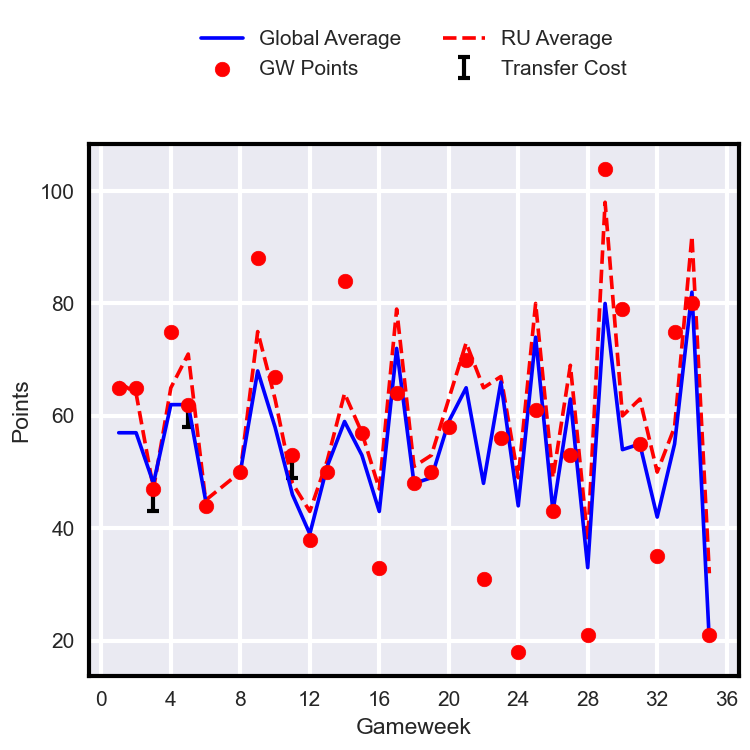 Global Average
RU Average
GW Points
Transfer Cost
100
80
60
40
20
Points
0 4 8 12 16 20 24 28 32 36
Gameweek